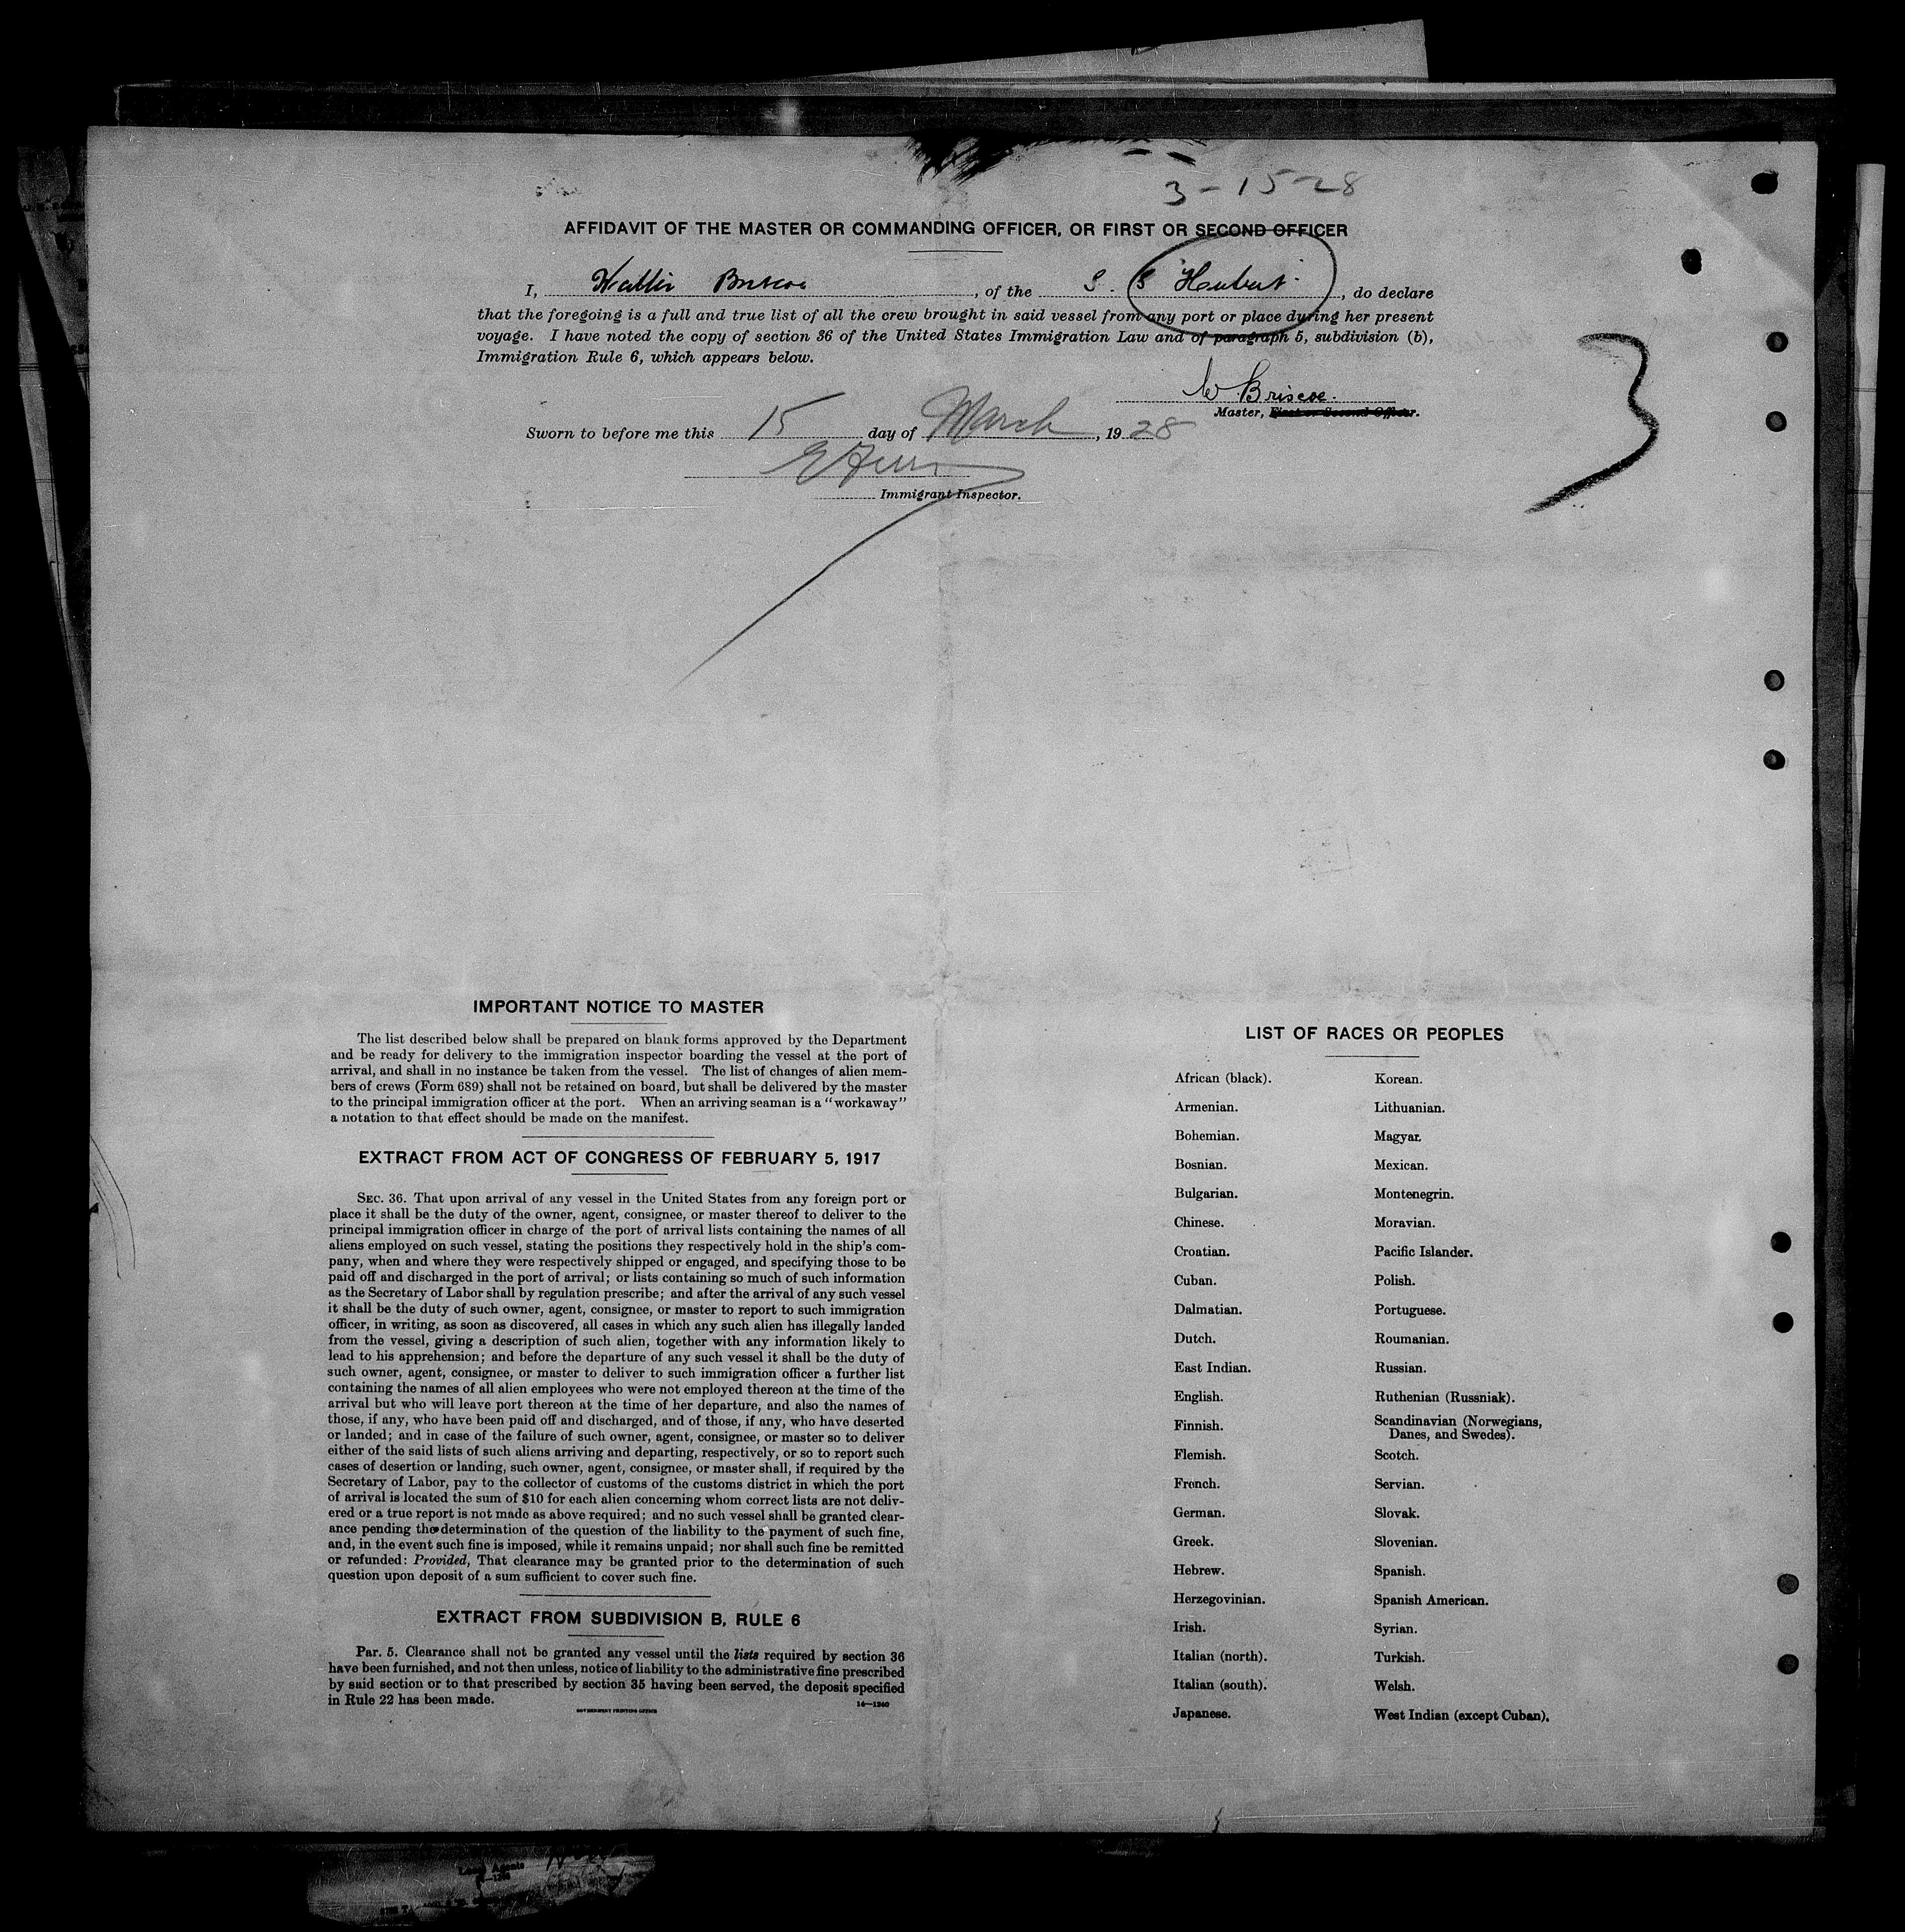 3-15-28
AFFIDAVIT OF THE MASTER OR COMMANDING OFFICER, OR FIRST OR SECOND OFFICER
I, Briscoe, of the S. S. Hubert, do declare
that the foregoing is a full and true list of all the crew brought in said vessel from any port or place during her present
voyage. I have noted the copy of section 36 of the United States Immigration Law and of paragraph 5, subdivision (b),
Immigration Rule 6, which appears below.
W Briscoe.
Master, First or Second Officer.
3
Sworn to before me this 15 day of March, 1928
Immigrant Inspector.
IMPORTANT NOTICE TO MASTER
The list described below shall be prepared on blank forms approved by the Department
and be ready for delivery to the immigration inspector boarding the vessel at the port of
arrival, and shall in no instance be taken from the vessel. The list of changes of alien mem-
bers of crews (Form 689) shall not be retained on board, but shall be delivered by the master
to the principal immigration officer at the port. When an arriving seaman is a "workaway"
a notation to that effect should be made on the manifest.
EXTRACT FROM ACT OF CONGRESS OF FEBRUARY 5, 1917
SEC. 36. That upon arrival of any vessel in the United States from any foreign port or
place it shall be the duty of the owner, agent, consignee, or master thereof to deliver to the
principal immigration officer in charge of the port of arrival lists containing the names of all
aliens employed on such vessel, stating the positions they respectively hold in the ship's com-
pany, when and where they were respectively shipped or engaged, and specifying those to be
paid off and discharged in the port of arrival; or lists containing so much of such information
as the Secretary of Labor shall by regulation prescribe; and after the arrival of any such vessel
it shall be the duty of such owner, agent, consignee, or master to report to such immigration
officer, in writing, as soon as discovered, all cases in which any such alien has illegally landed
from the vessel, giving a description of such alien, together with any information likely to
lead to his apprehension; and before the departure of any such vessel it shall be the duty of
such owner, agent, consignee, or master to deliver to such immigration officer a further list
containing the names of all alien employees who were not employed thereon at the time of the
arrival but who will leave port thereon at the time of her departure, and also the names of
those, if any, who have been paid off and discharged, and of those, if any, who have deserted
or landed; and in case of the failure of such owner, agent, consignee, or master so to deliver
either of the said lists of such aliens arriving and departing, respectively, or so to report such
cases of desertion or landing, such owner, agent, consignee, or master shall, if required by the
Secretary of Labor, pay to the collector of customs of the customs district in which the port
of arrival is located the sum of $10 for each alien concerning whom correct lists are not deliv-
ered or a true report is not made as above required; and no such vessel shall be granted clear-
ance pending the determination of the question of the liability to the payment of such fine,
and, in the event such fine is imposed, while it remains unpaid; nor shall such fine be remitted
or refunded: Provided, That clearance may be granted prior to the determination of such
question upon deposit of a sum sufficient to cover such fine.
EXTRACT FROM SUBDIVISION B, RULE 6
Par. 5. Clearance shall not be granted any vessel until the lists required by section 36
have been furnished, and not then unless, notice of liability to the administrative fine prescribed
by said section or to that prescribed by section 35 having been served, the deposit specified
in Rule 22 has been made.
14—1240
GOVERNMENT PRINTING OFFICE
LIST OF RACES OR PEOPLES
African (black).
Armenian.
Bohemian.
Bosnian.
Bulgarian.
Chinese.
Croatian.
Cuban.
Dalmatian.
Dutch.
East Indian.
English.
Finnish.
Flemish.
French.
German.
Greek.
Hebrew.
Herzegovinian.
Irish.
Italian (north).
Italian (south).
Japanese.
Korean.
Lithuanian.
Magyar.
Mexican.
Montenegrin.
Moravian.
Pacific Islander.
Polish.
Portuguese.
Roumanian.
Russian.
Ruthenian (Russniak).
Scandinavian (Norwegians,
Danes, and Swedes).
Scotch.
Servian.
Slovak.
Slovenian.
Spanish.
Spanish American.
Syrian.
Turkish.
Welsh.
West Indian (except Cuban).